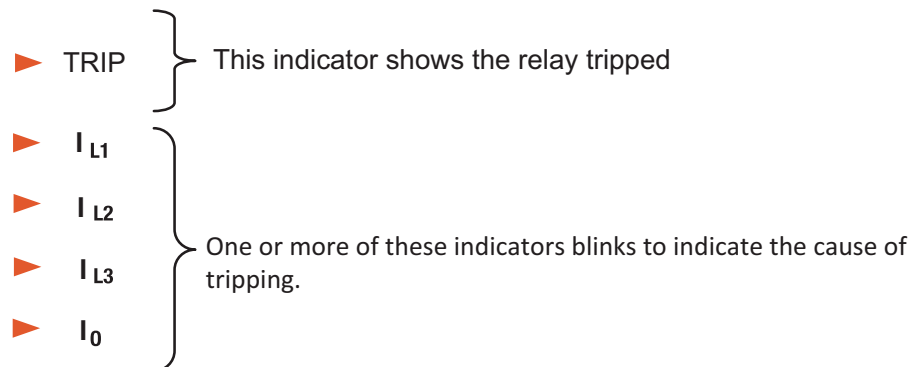 TRIP This indicator shows the relay tripped
I L1
I L2
I L3
I 0
One or more of these indicators blinks to indicate the cause of
tripping.